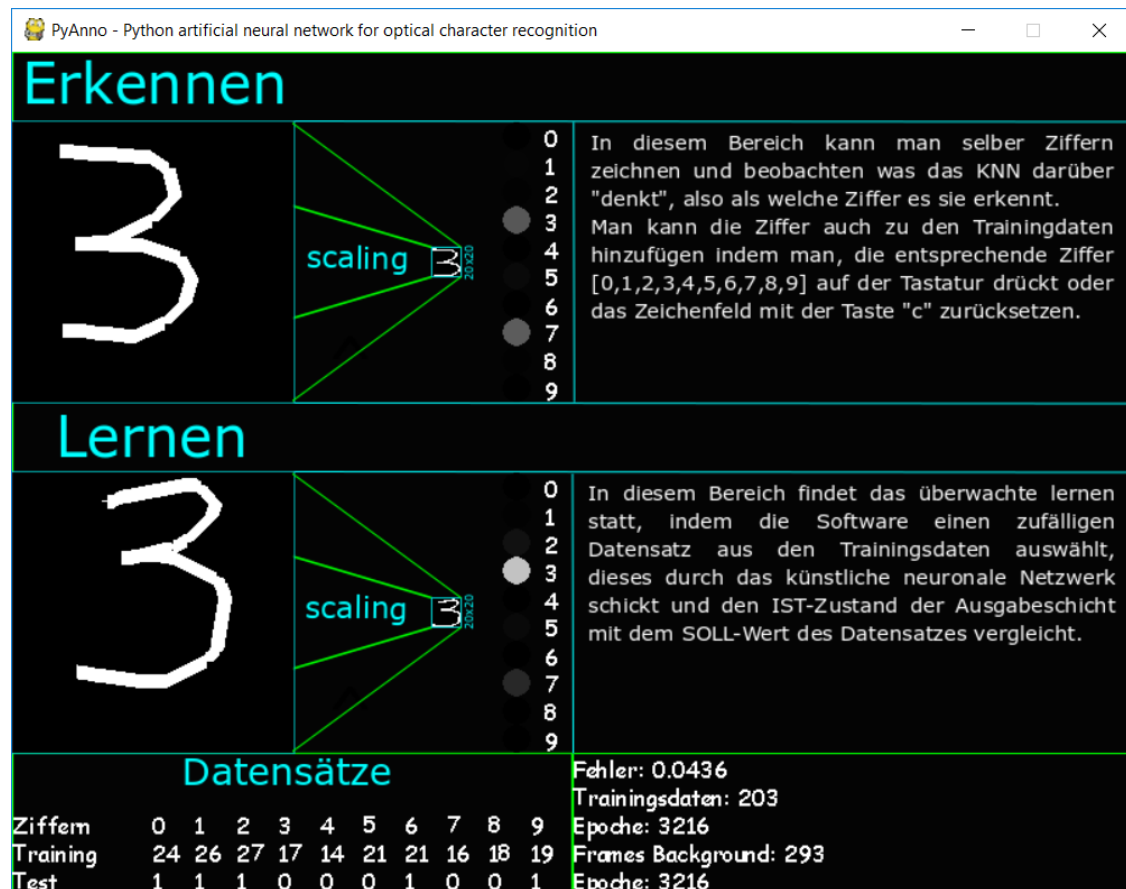 PyAnno - Python artificial neural network for optical character recognition
Erkennen
3
scaling
3
20x20
0
1
2
3
4
5
6
7
8
9
In diesem Bereich kann man selber Ziffern
zeichnen und beobachten was das KNN darüber
"denkt", also als welche Ziffer es sie erkennt.
Man kann die Ziffer auch zu den Trainingdaten
hinzufügen indem man, die entsprechende Ziffer
[0,1,2,3,4,5,6,7,8,9] auf der Tastatur drückt oder
das Zeichenfeld mit der Taste "c" zurücksetzen.
Lernen
3
scaling
3
20x20
0
1
2
3
4
5
6
7
8
9
In diesem Bereich findet das überwachte lernen
statt, indem die Software einen zufälligen
Datensatz aus den Trainingsdaten auswählt,
dieses durch das künstliche neuronale Netzwerk
schickt und den IST-Zustand der Ausgabeschicht
mit dem SOLL-Wert des Datensatzes vergleicht.
Datensätze
Ziffern 0 1 2 3 4 5 6 7 8 9
Training 24 26 27 17 14 21 21 16 18 19
Test 1 1 1 0 0 0 1 0 0 1
Fehler: 0.0436
Trainingsdaten: 203
Epoche: 3216
Frames Background: 293
Epoche: 3216